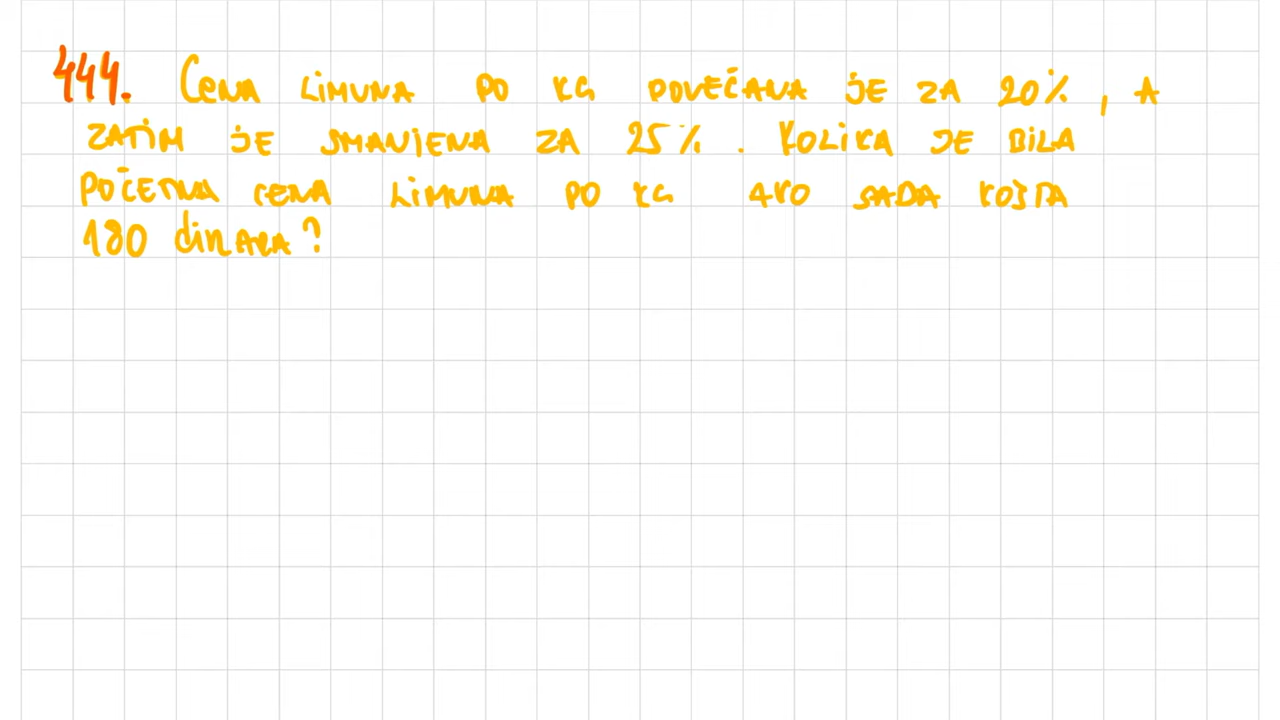 444. Cena limuna po kg povećana je za 20%, a
zatim je smanjena za 25%. Kolika je bila
početna cena limuna po kg ako sada košta
180 dinara?